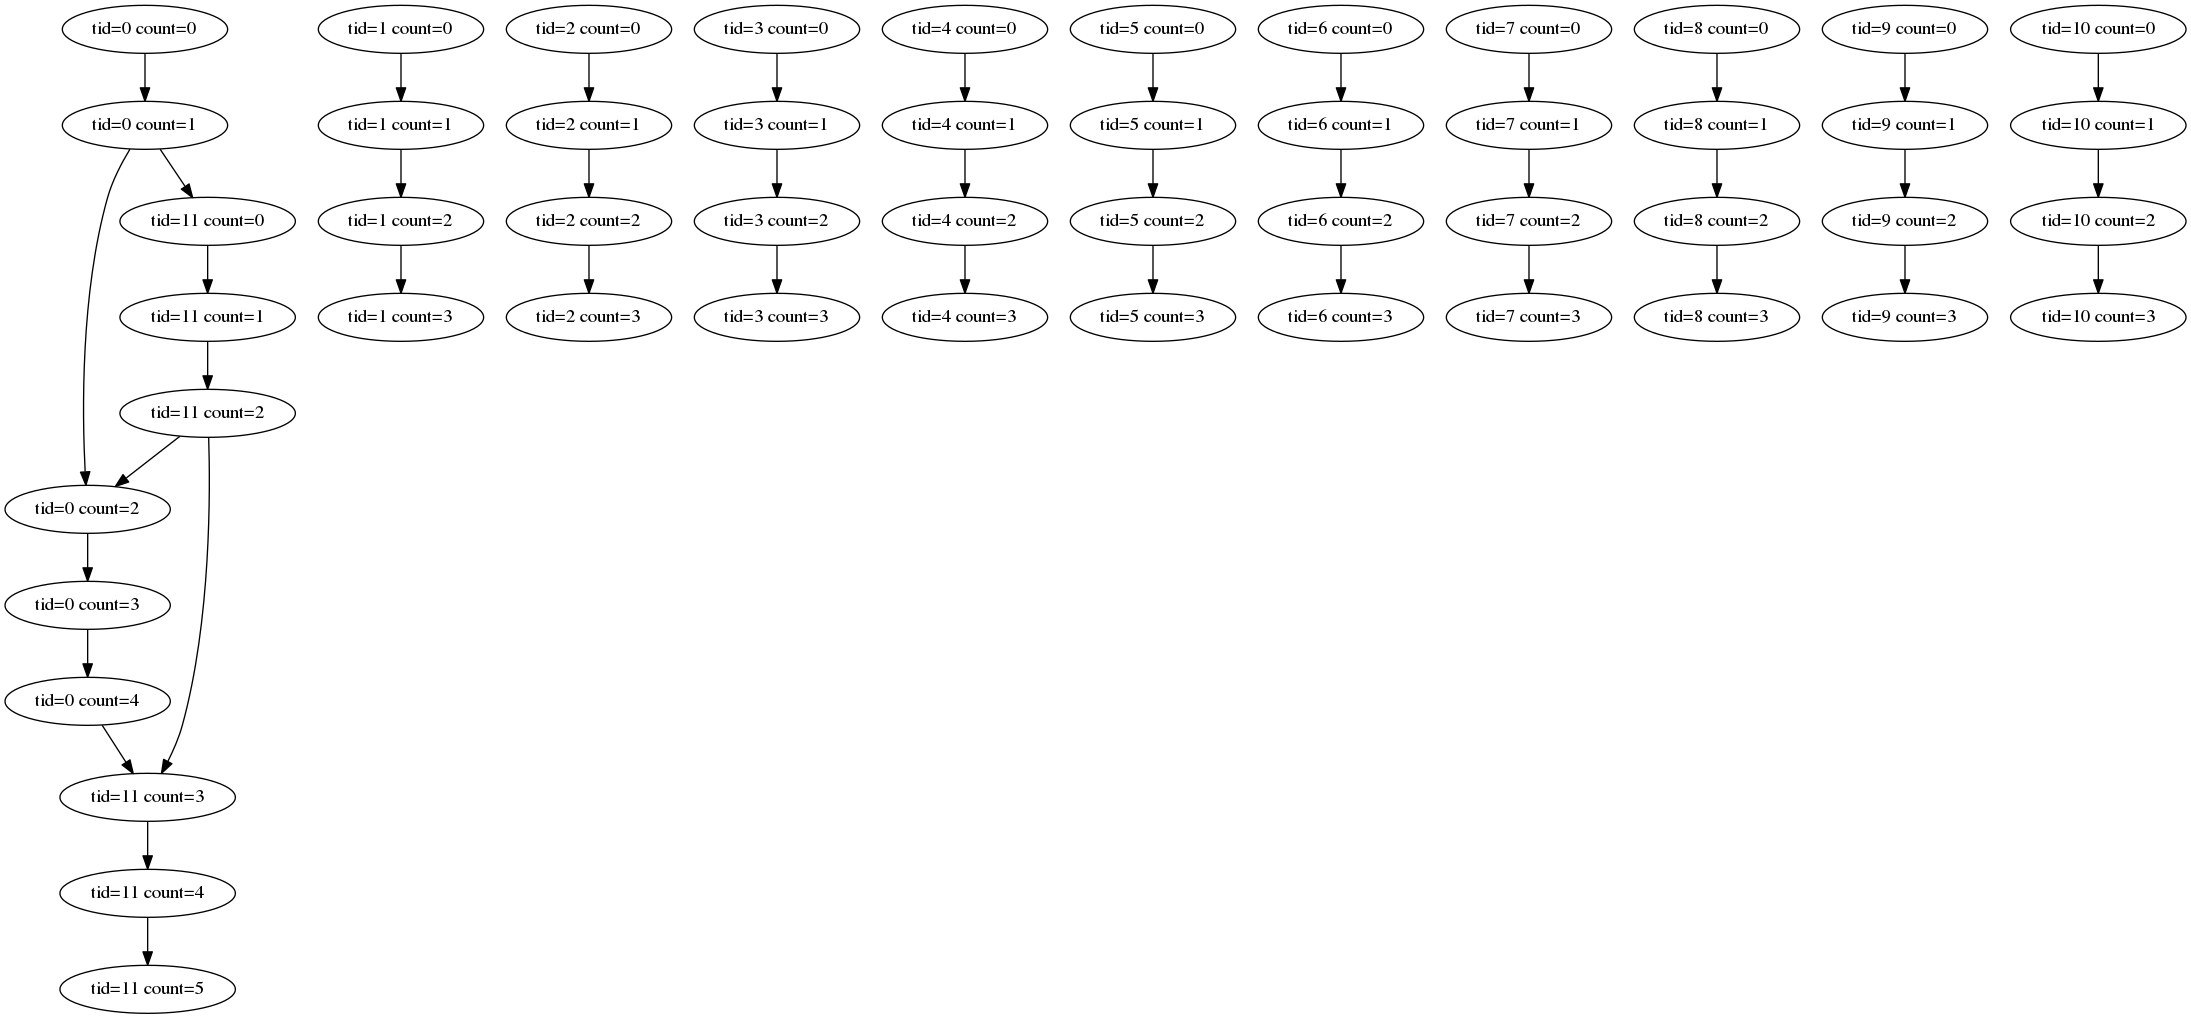 tid=0 count=0
tid=1 count=0
tid=2 count=0
tid=3 count=0
tid=4 count=0
tid=5 count=0
tid=6 count=0
tid=7 count=0
tid=8 count=0
tid=9 count=0
tid=10 count=0
tid=0 count=1
tid=1 count=1
tid=2 count=1
tid=3 count=1
tid=4 count=1
tid=5 count=1
tid=6 count=1
tid=7 count=1
tid=8 count=1
tid=9 count=1
tid=10 count=1
tid=11 count=0
tid=1 count=2
tid=2 count=2
tid=3 count=2
tid=4 count=2
tid=5 count=2
tid=6 count=2
tid=7 count=2
tid=8 count=2
tid=9 count=2
tid=10 count=2
tid=11 count=1
tid=1 count=3
tid=2 count=3
tid=3 count=3
tid=4 count=3
tid=5 count=3
tid=6 count=3
tid=7 count=3
tid=8 count=3
tid=9 count=3
tid=10 count=3
tid=11 count=2
tid=0 count=2
tid=0 count=3
tid=0 count=4
tid=11 count=3
tid=11 count=4
tid=11 count=5